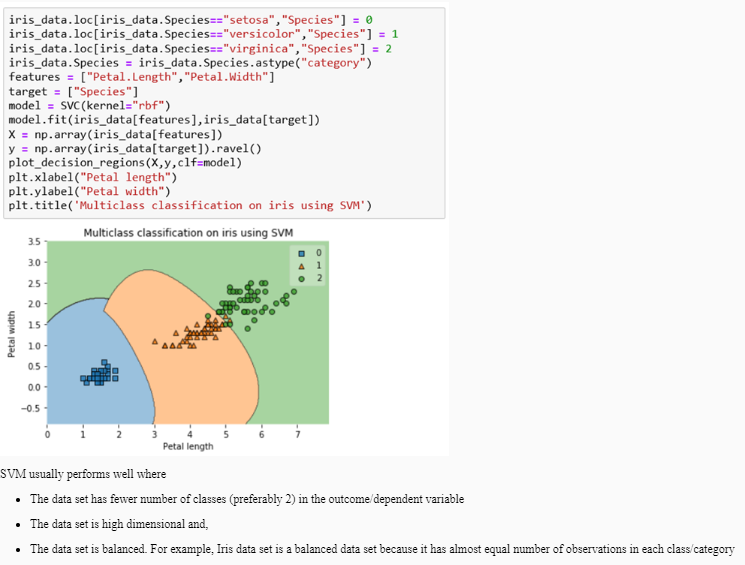 iris_data.loc[iris_data.Species=="setosa","Species"] = 0
iris_data.loc[iris_data.Species=="versicolor","Species"] = 1
iris_data.loc[iris_data.Species=="virginica","Species"] = 2
iris_data.Species = iris_data.Species.astype("category")
features = ["Petal.Length","Petal.Width"]
target = ["Species"]
model = SVC(kernel="rbf")
model.fit(iris_data[features],iris_data[target])
X = np.array(iris_data[features])
y = np.array(iris_data[target]).ravel()
plot_decision_regions(X,y,clf=model)
plt.xlabel("Petal length")
plt.ylabel("Petal width")
plt.title('Multiclass classification on iris using SVM')
Multiclass classification on iris using SVM
3.5
3.0
2.5
2.0
1.5
1.0
0.5
0.0
−0.5
Petal width
0
1
2
0 1 2 3 4 5 6 7
Petal length
SVM usually performs well where
• The data set has fewer number of classes (preferably 2) in the outcome/dependent variable
• The data set is high dimensional and,
• The data set is balanced. For example, Iris data set is a balanced data set because it has almost equal number of observations in each class/category